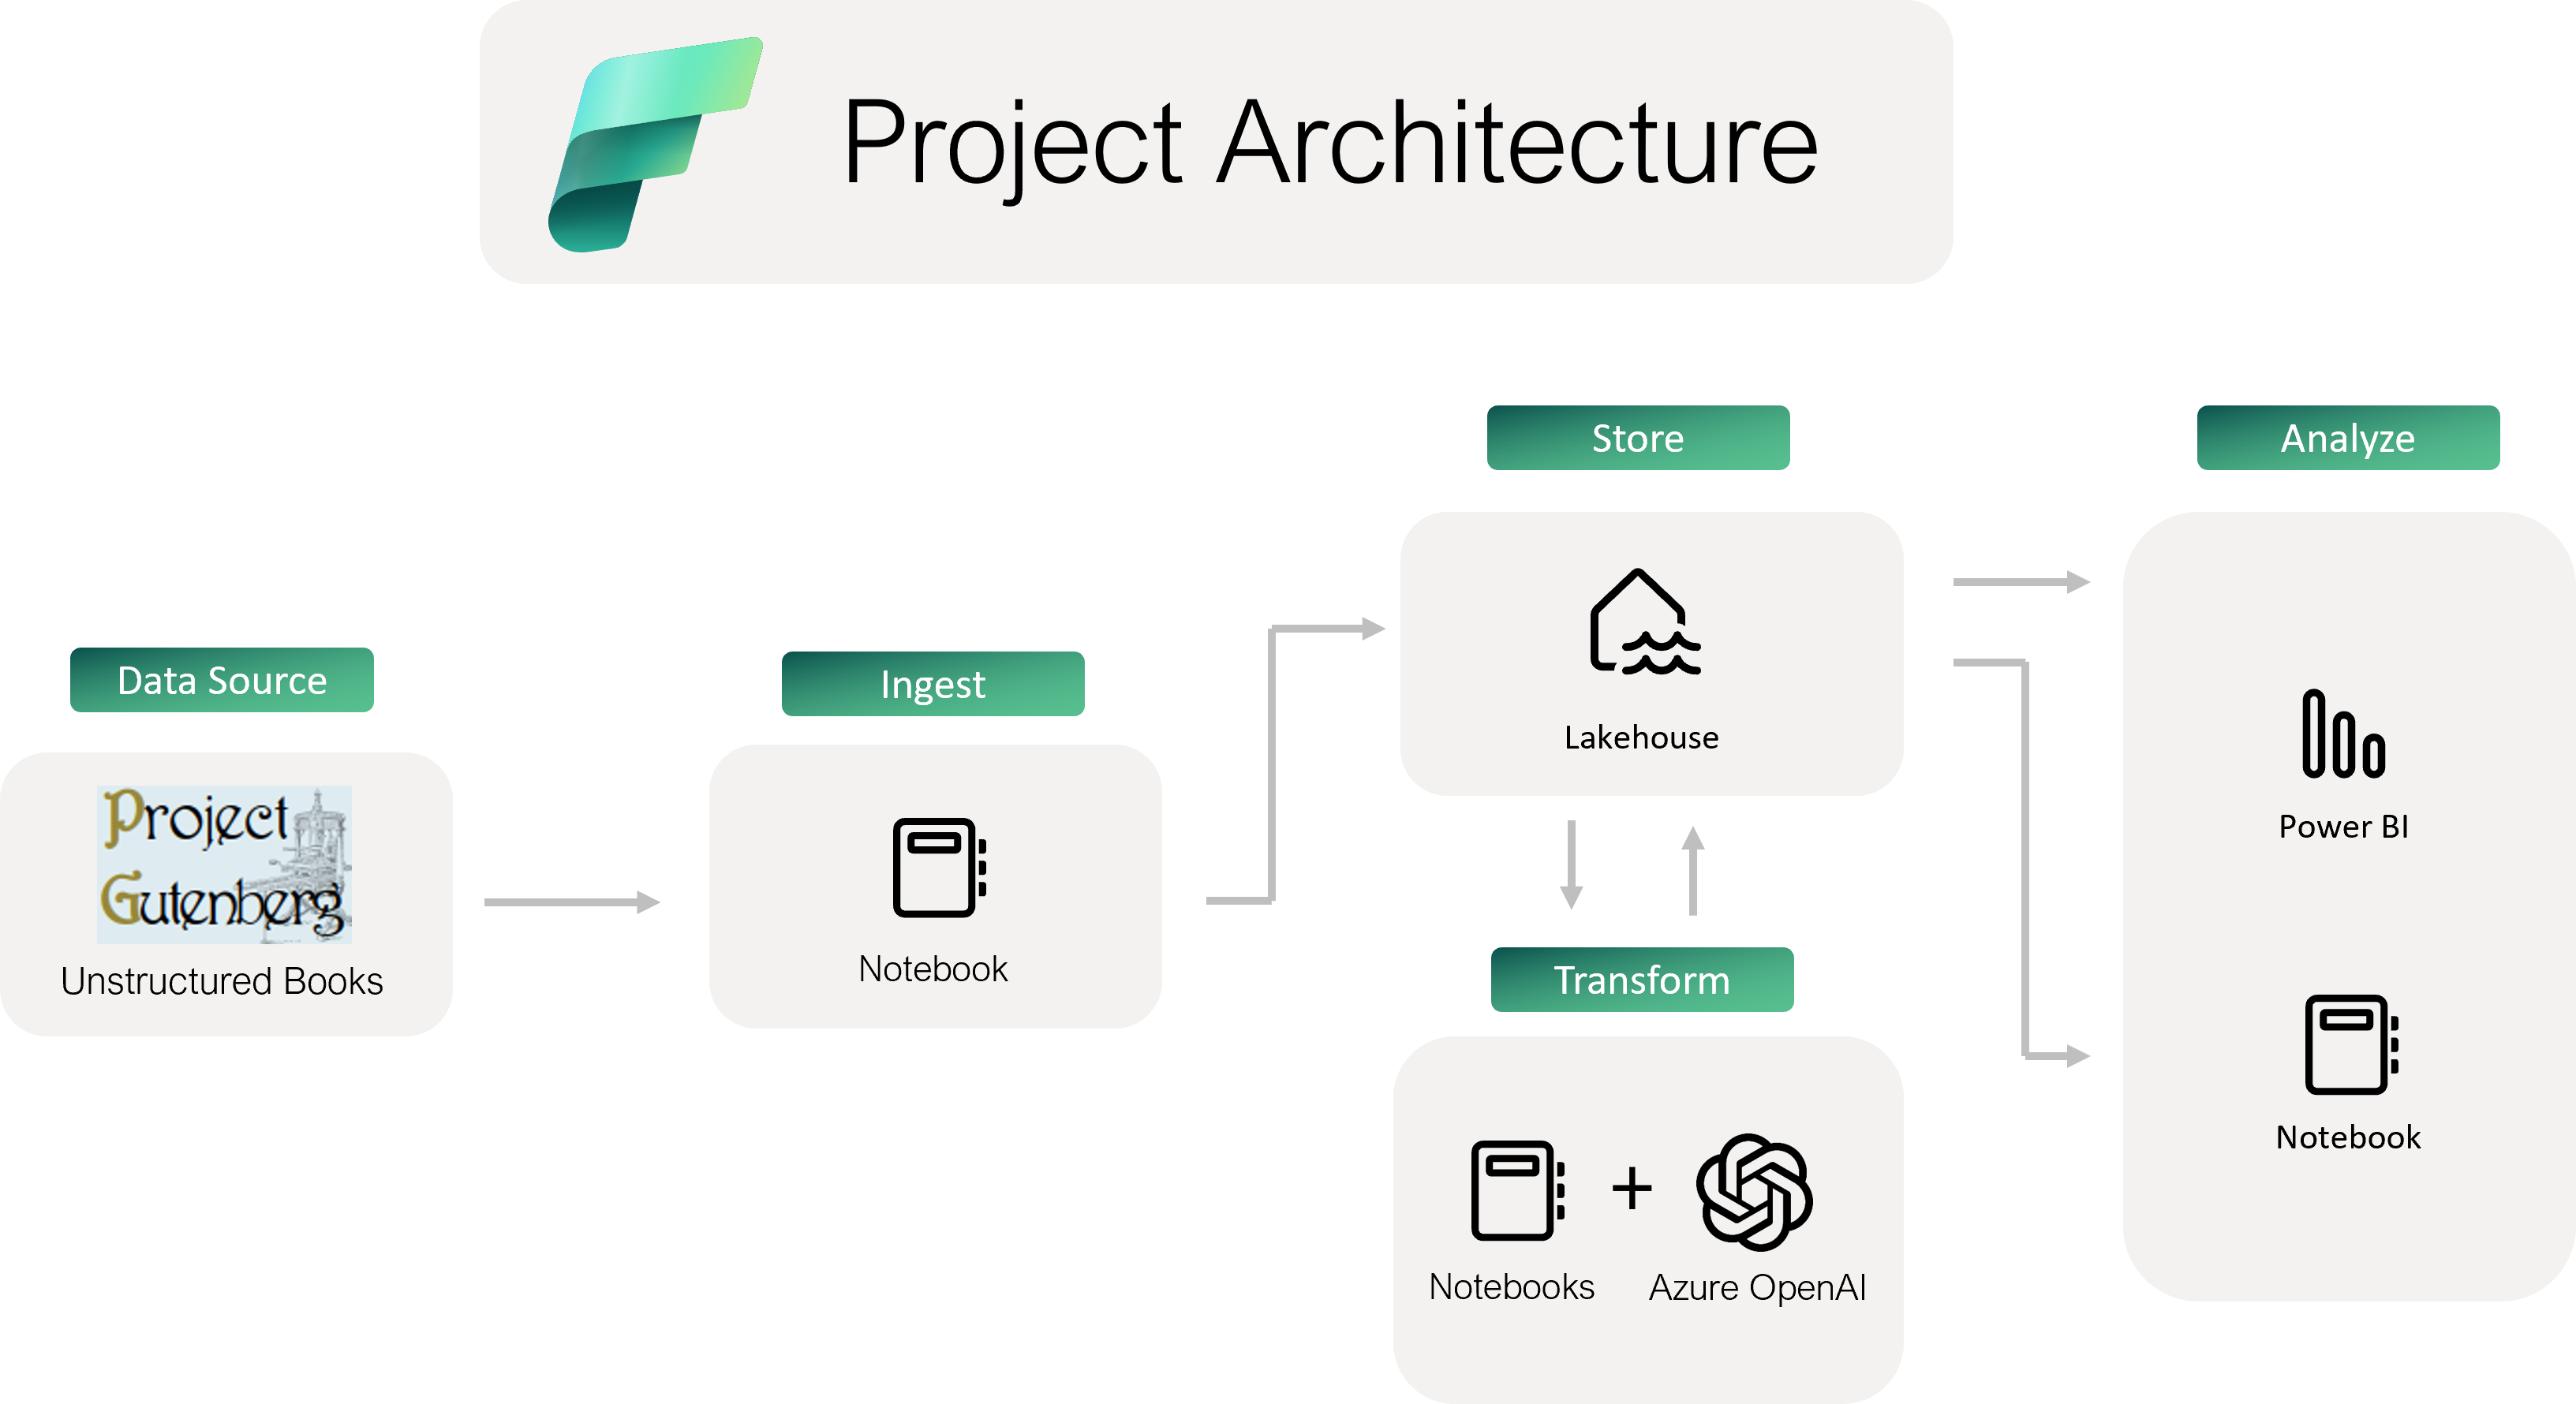 Project Architecture
Data Source
Project
Gutenberg
Unstructured Books
Ingest
Notebook
Store
Lakehouse
Transform
Notebooks
+
Azure OpenAI
Analyze
Power BI
Notebook